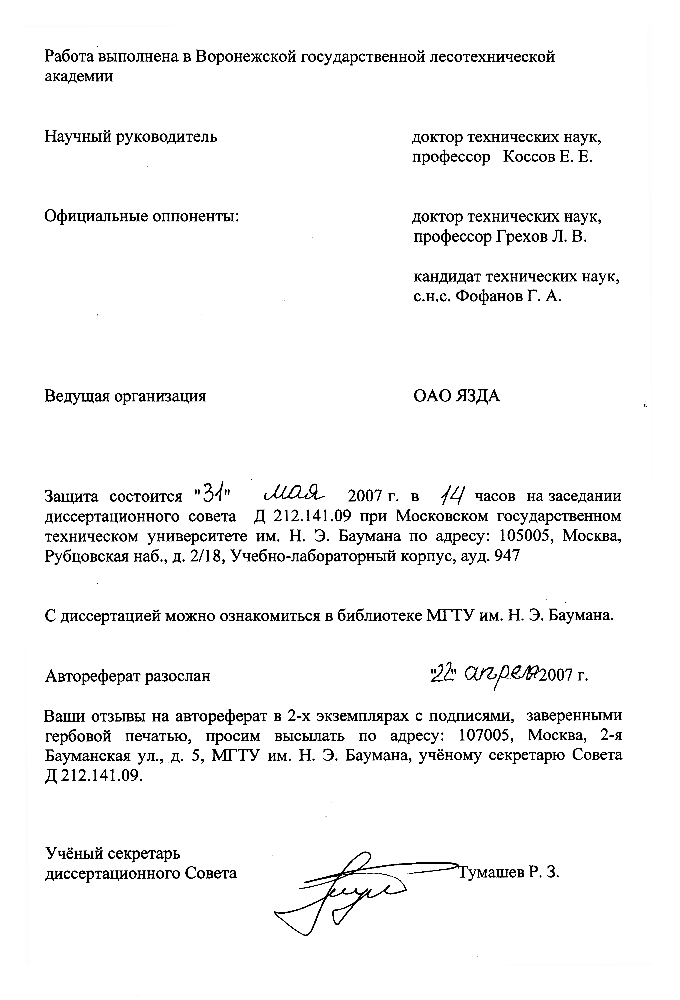 Работа выполнена в Воронежской государственной лесотехнической
академии
Научный руководитель доктор технических наук,
профессор Коссов Е. Е.
Официальные оппоненты: доктор технических наук,
профессор Грехов Л. В.
кандидат технических наук,
с.н.с. Фофанов Г. А.
Ведущая организация ОАО ЯЗДА
Защита состоится "31" мая 2007 г. в 14 часов на заседании
диссертационного совета Д 212.141.09 при Московском государственном
техническом университете им. Н. Э. Баумана по адресу: 105005, Москва,
Рубцовская наб., д. 2/18, Учебно-лабораторный корпус, ауд. 947
С диссертацией можно ознакомиться в библиотеке МГТУ им. Н. Э. Баумана.
Автореферат разослан "22" апреля 2007 г.
Ваши отзывы на автореферат в 2-х экземплярах с подписями, заверенными
гербовой печатью, просим высылать по адресу: 107005, Москва, 2-я
Бауманская ул., д. 5, МГТУ им. Н. Э. Баумана, учёному секретарю Совета
Д 212.141.09.
Учёный секретарь
диссертационного Совета Тумашев Р. З.